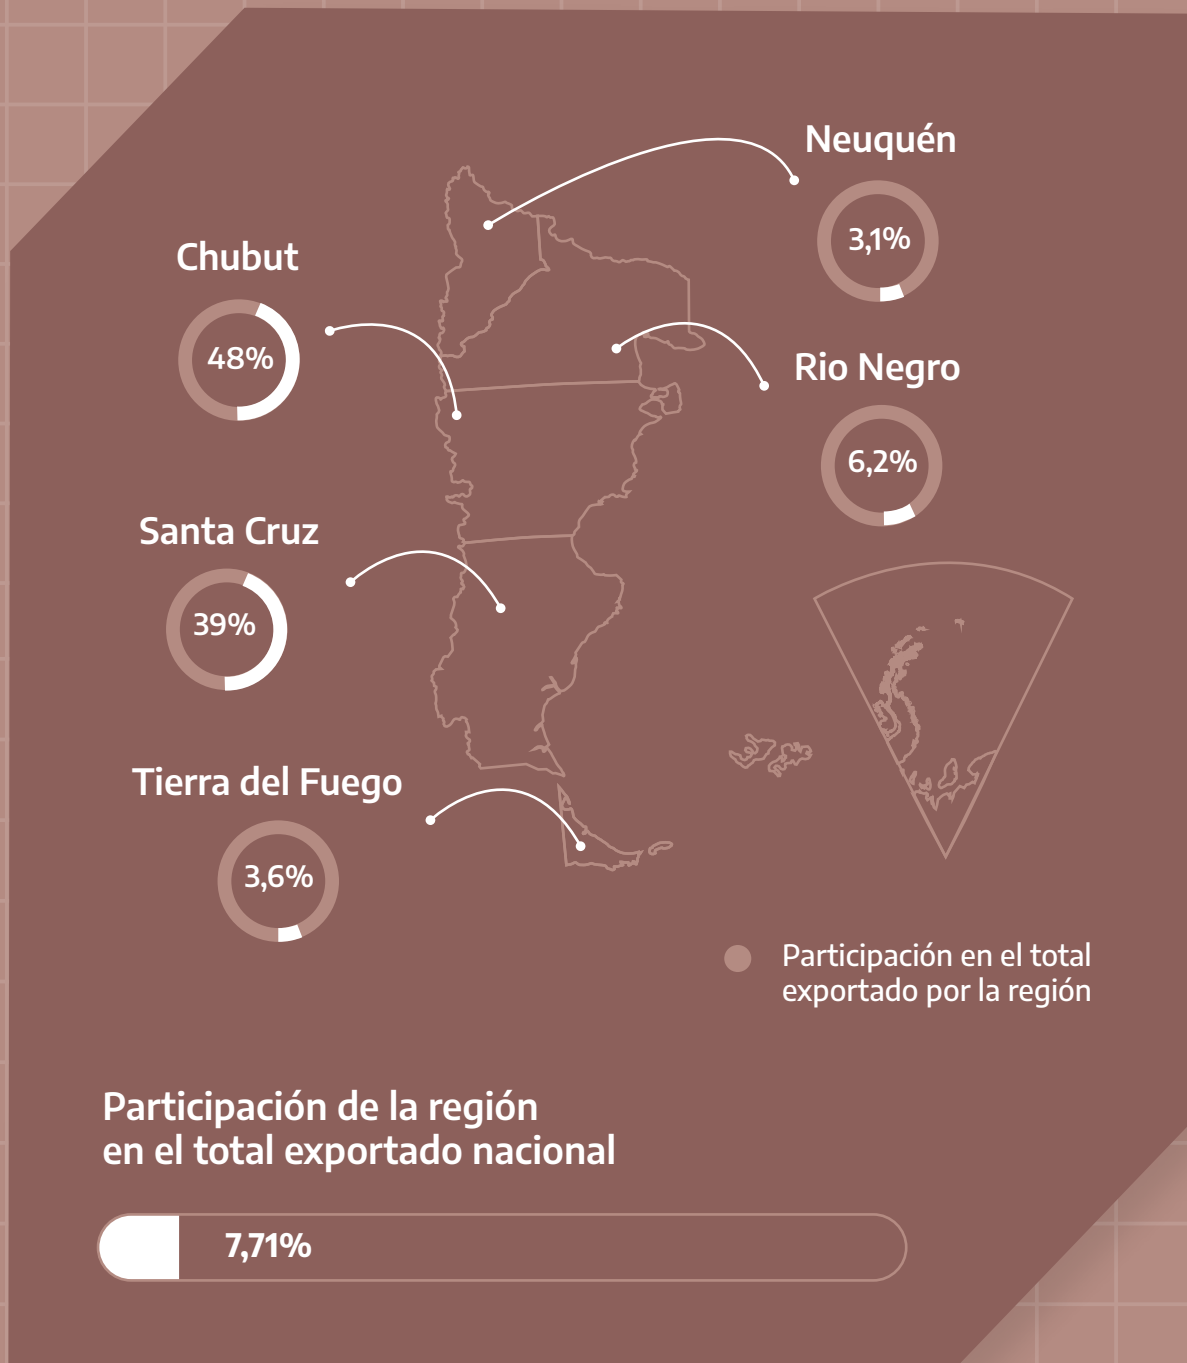 Neuquén
3,1%
Chubut
48%
Rio Negro
6,2%
Santa Cruz
39%
Tierra del Fuego
3,6%
Participación en el total
exportado por la región
Participación de la región
en el total exportado nacional
7,71%